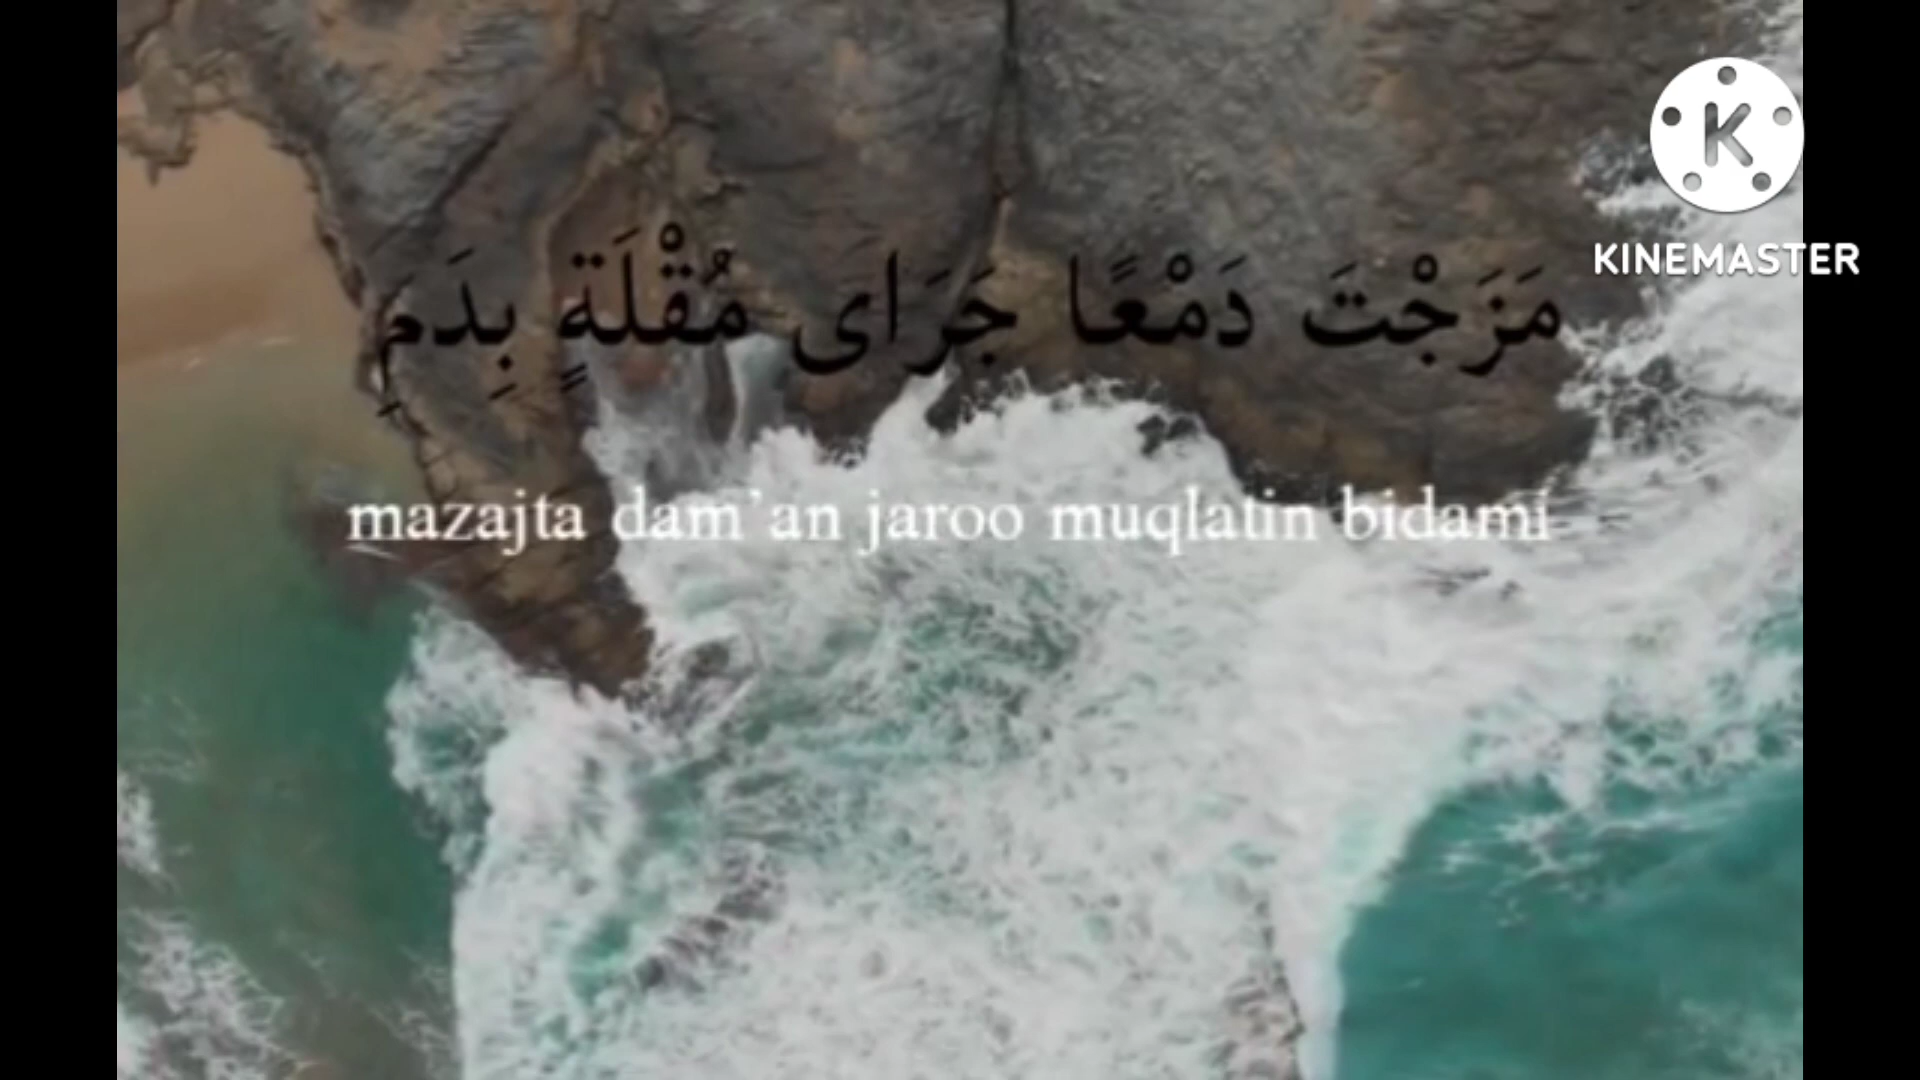 KINEMASTER
مَزَجْتَ دَمْعًا جَرَاى مُقْلَةٍ بِدَمَِ
mazajta dam'an jaroo muqlatin bidami